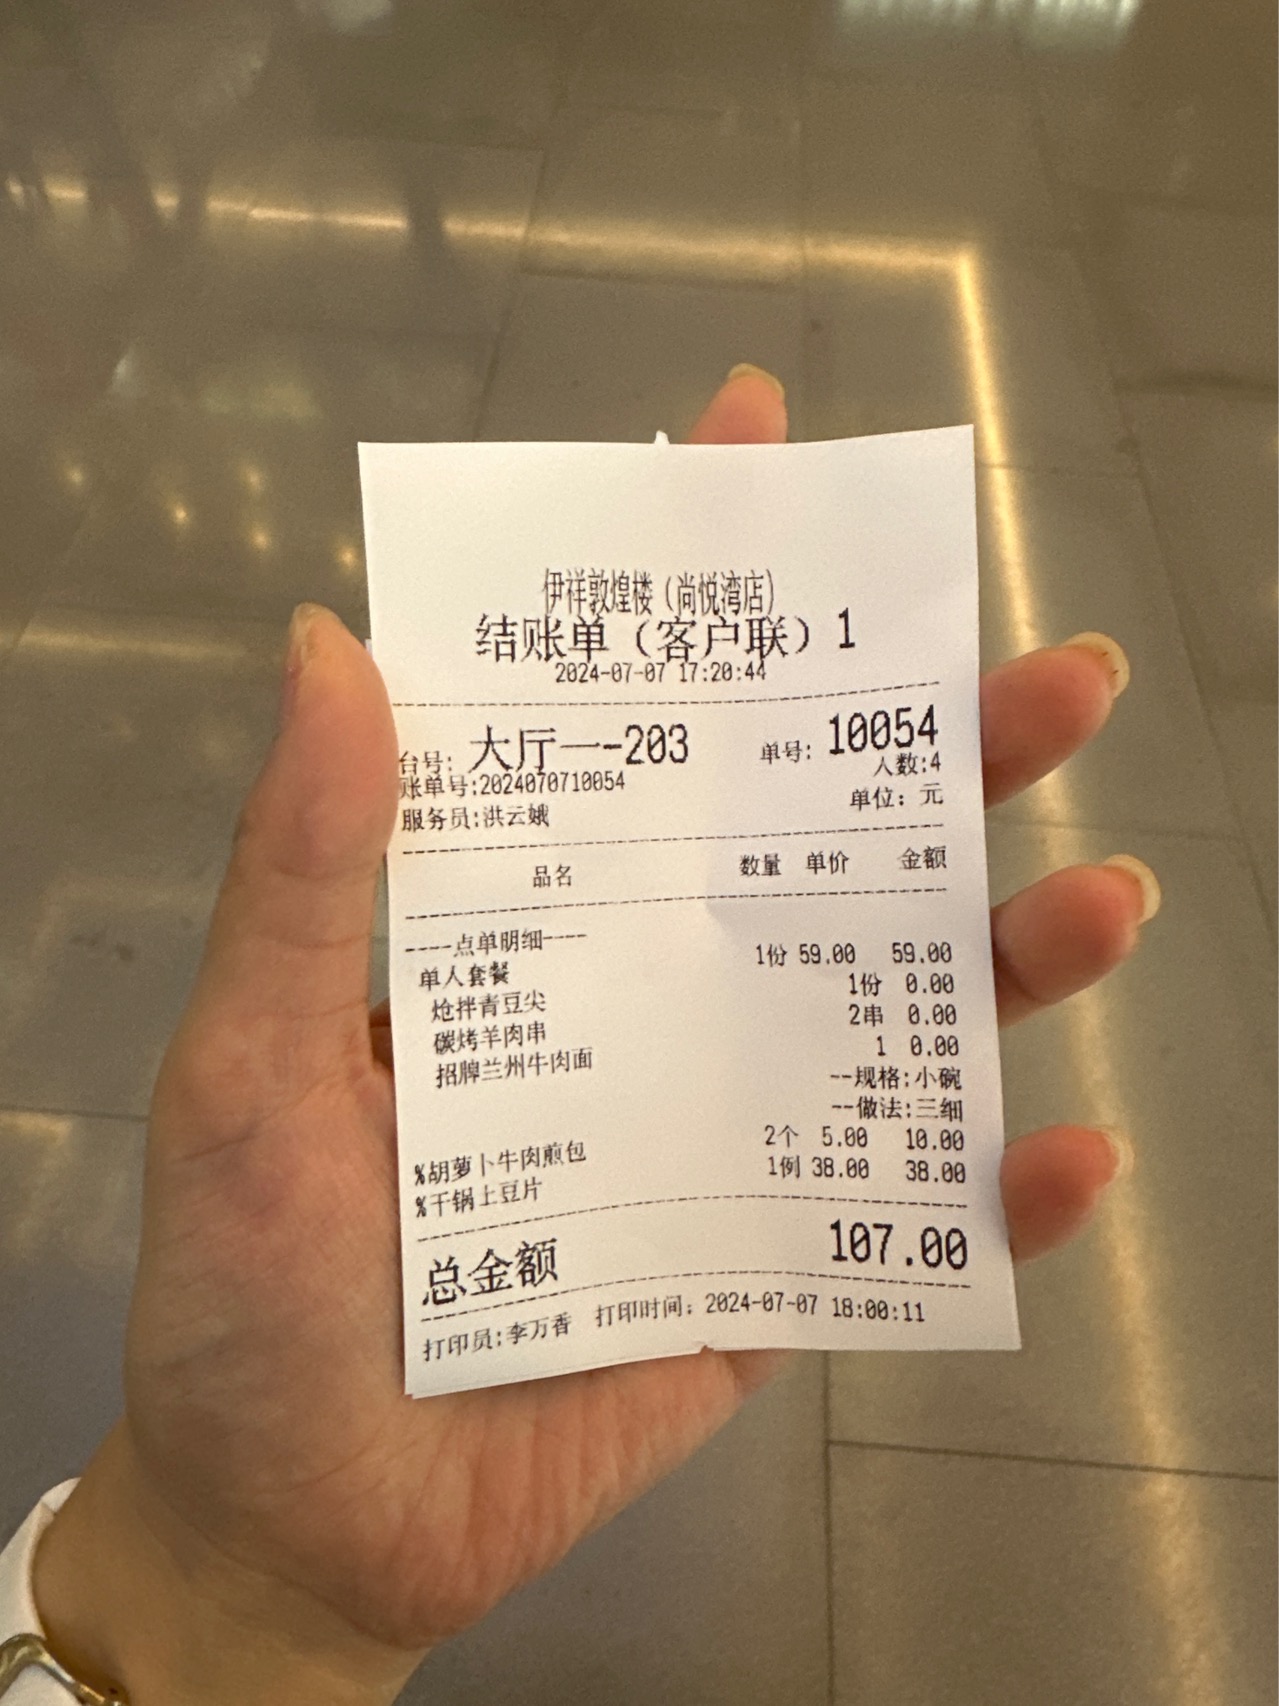 伊祥敦煌楼（尚悦湾店）
结账单（客户联）1
2024-07-07 17:20:44
台号: 大厅一-203 单号: 10054
人数:4
账单号:2024070710054
服务员:洪云娥 单位: 元
品名 数量 单价 金额
----点单明细----
单人套餐 1份 59.00 59.00
炝拌青豆尖 1份 0.00
碳烤羊肉串 2串 0.00
招牌兰州牛肉面 1 0.00
--规格:小碗
--做法:三细
%胡萝卜牛肉煎包 2个 5.00 10.00
%干锅土豆片 1例 38.00 38.00
总金额 107.00
打印员:李万香 打印时间: 2024-07-07 18:00:11